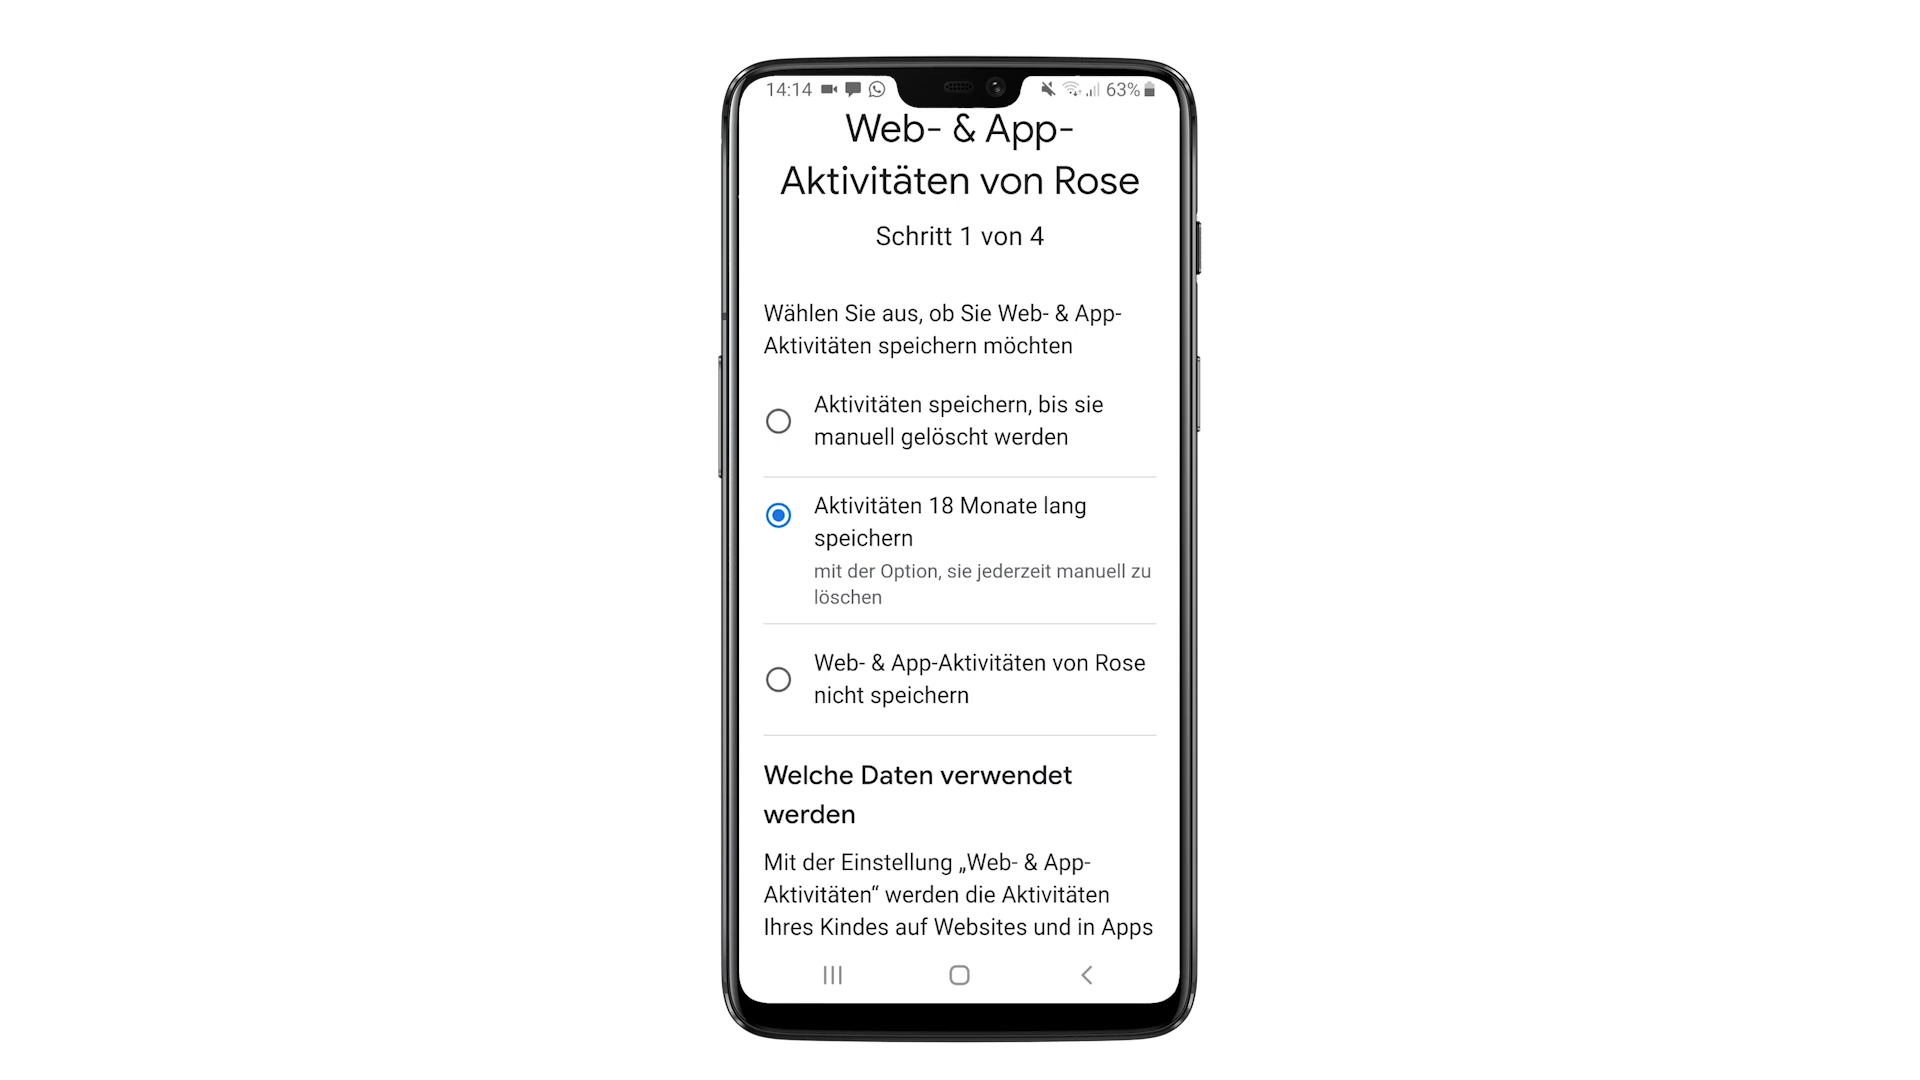 14:14 63%
Web- & App-
Aktivitäten von Rose
Schritt 1 von 4
Wählen Sie aus, ob Sie Web- & App-
Aktivitäten speichern möchten
Aktivitäten speichern, bis sie
manuell gelöscht werden
Aktivitäten 18 Monate lang
speichern
mit der Option, sie jederzeit manuell zu
löschen
Web- & App-Aktivitäten von Rose
nicht speichern
Welche Daten verwendet
werden
Mit der Einstellung „Web- & App-
Aktivitäten“ werden die Aktivitäten
Ihres Kindes auf Websites und in Apps